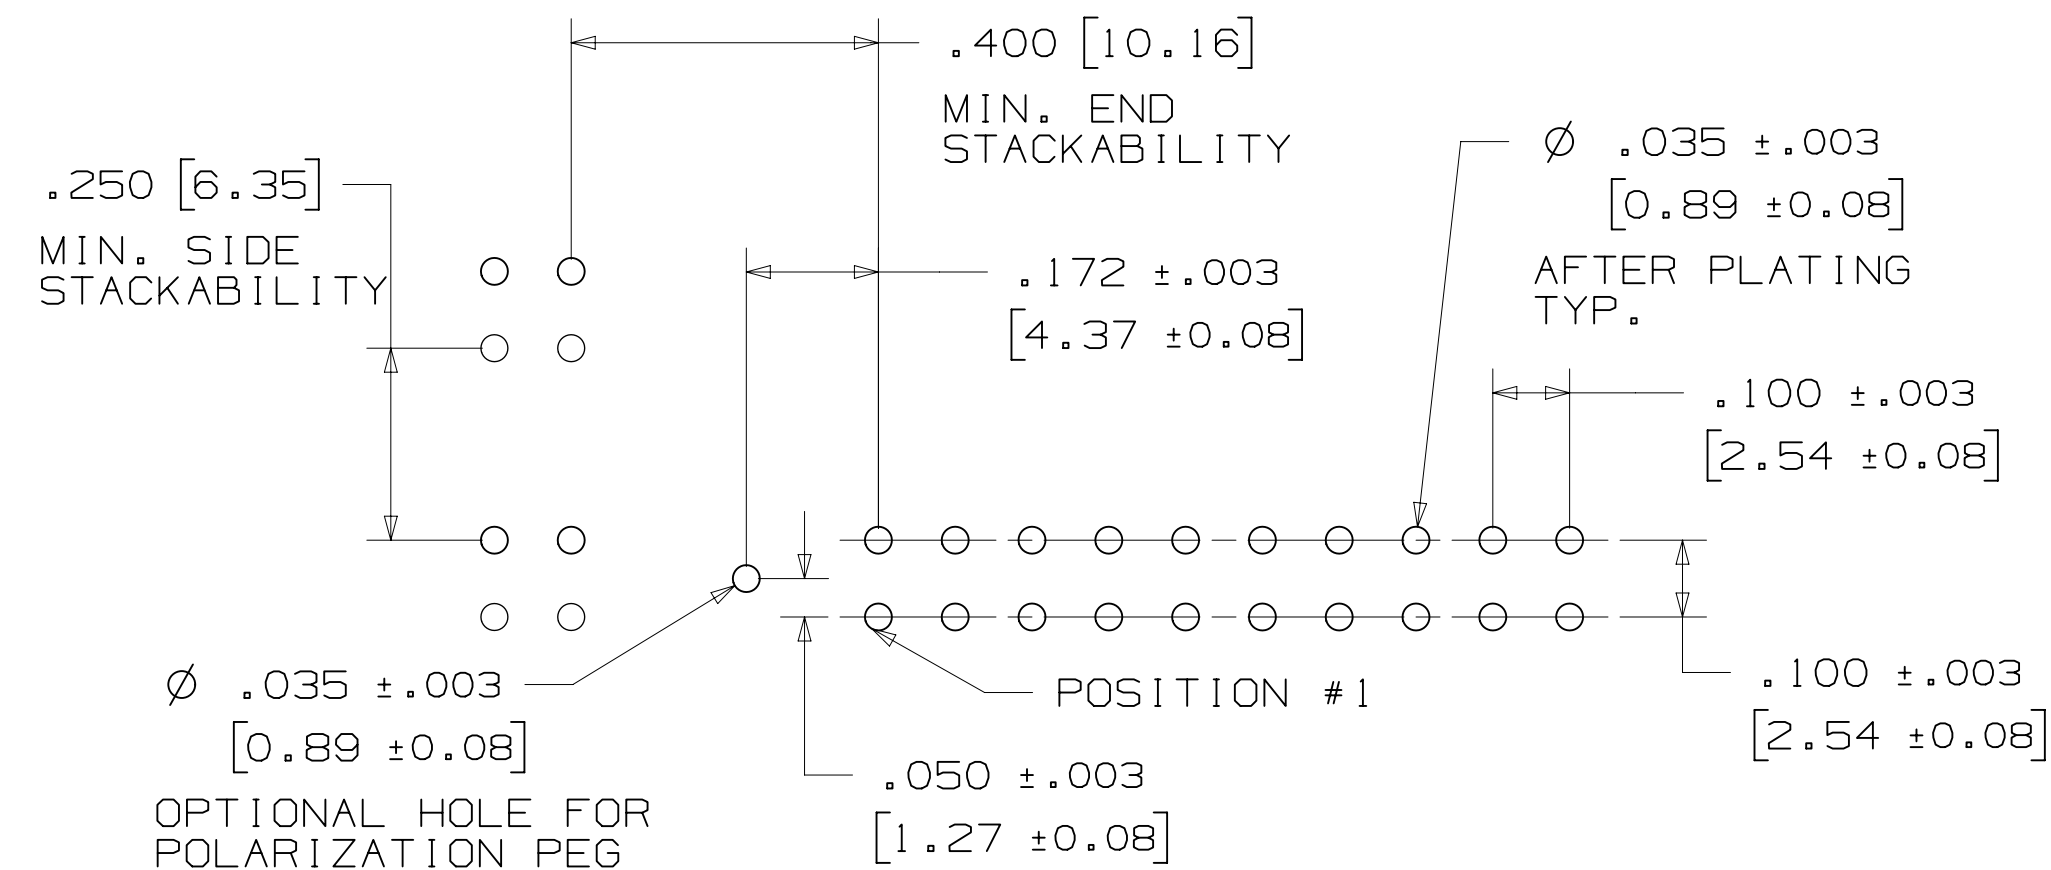 .400 [10.16]
MIN. END
STACKABILITY
Ø .035 ±.003
[0.89 ±0.08]
AFTER PLATING
TYP.
.250 [6.35]
MIN. SIDE
STACKABILITY
.172 ±.003
[4.37 ±0.08]
.100 ±.003
[2.54 ±0.08]
Ø .035 ±.003
[0.89 ±0.08]
OPTIONAL HOLE FOR
POLARIZATION PEG
POSITION #1
.050 ±.003
[1.27 ±0.08]
.100 ±.003
[2.54 ±0.08]